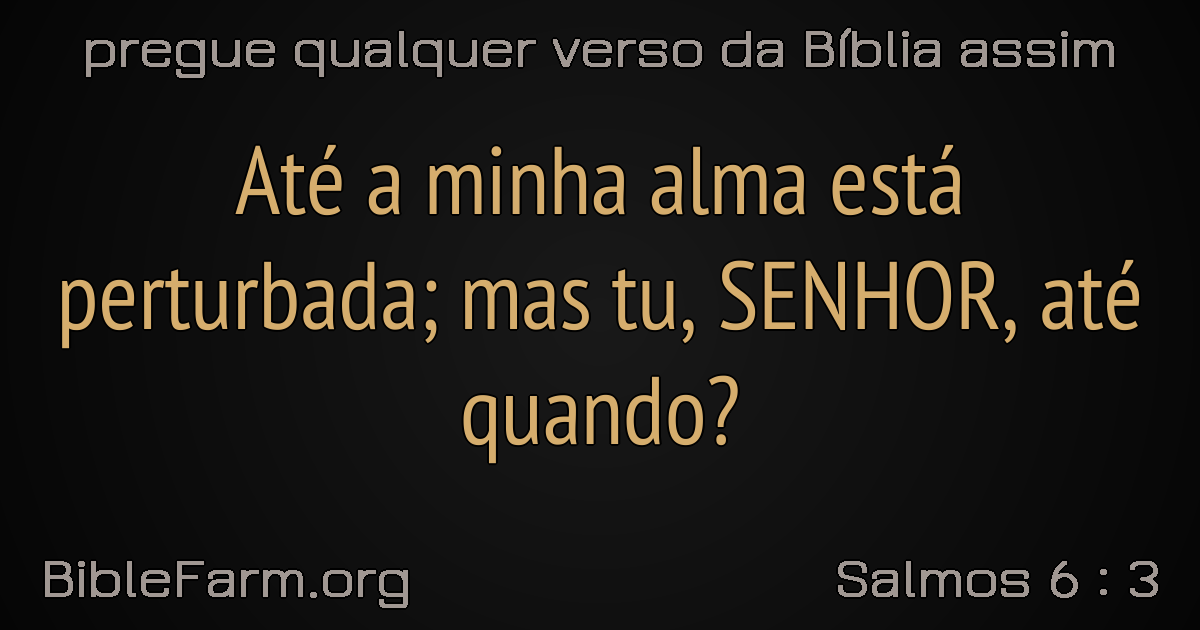 pregue qualquer verso da Bíblia assim
Até a minha alma está
perturbada; mas tu, SENHOR, até
quando?
BibleFarm.org
Salmos 6 : 3